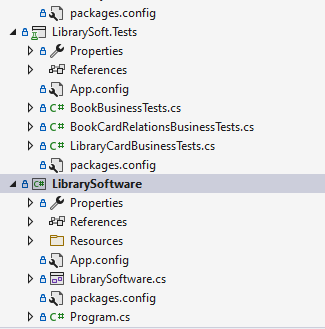 packages.config
LibrarySoft.Tests
Properties
References
App.config
C# BookBusinessTests.cs
C# BookCardRelationsBusinessTests.cs
C# LibraryCardBusinessTests.cs
packages.config
C# LibrarySoftware
Properties
References
Resources
App.config
LibrarySoftware.cs
packages.config
C# Program.cs